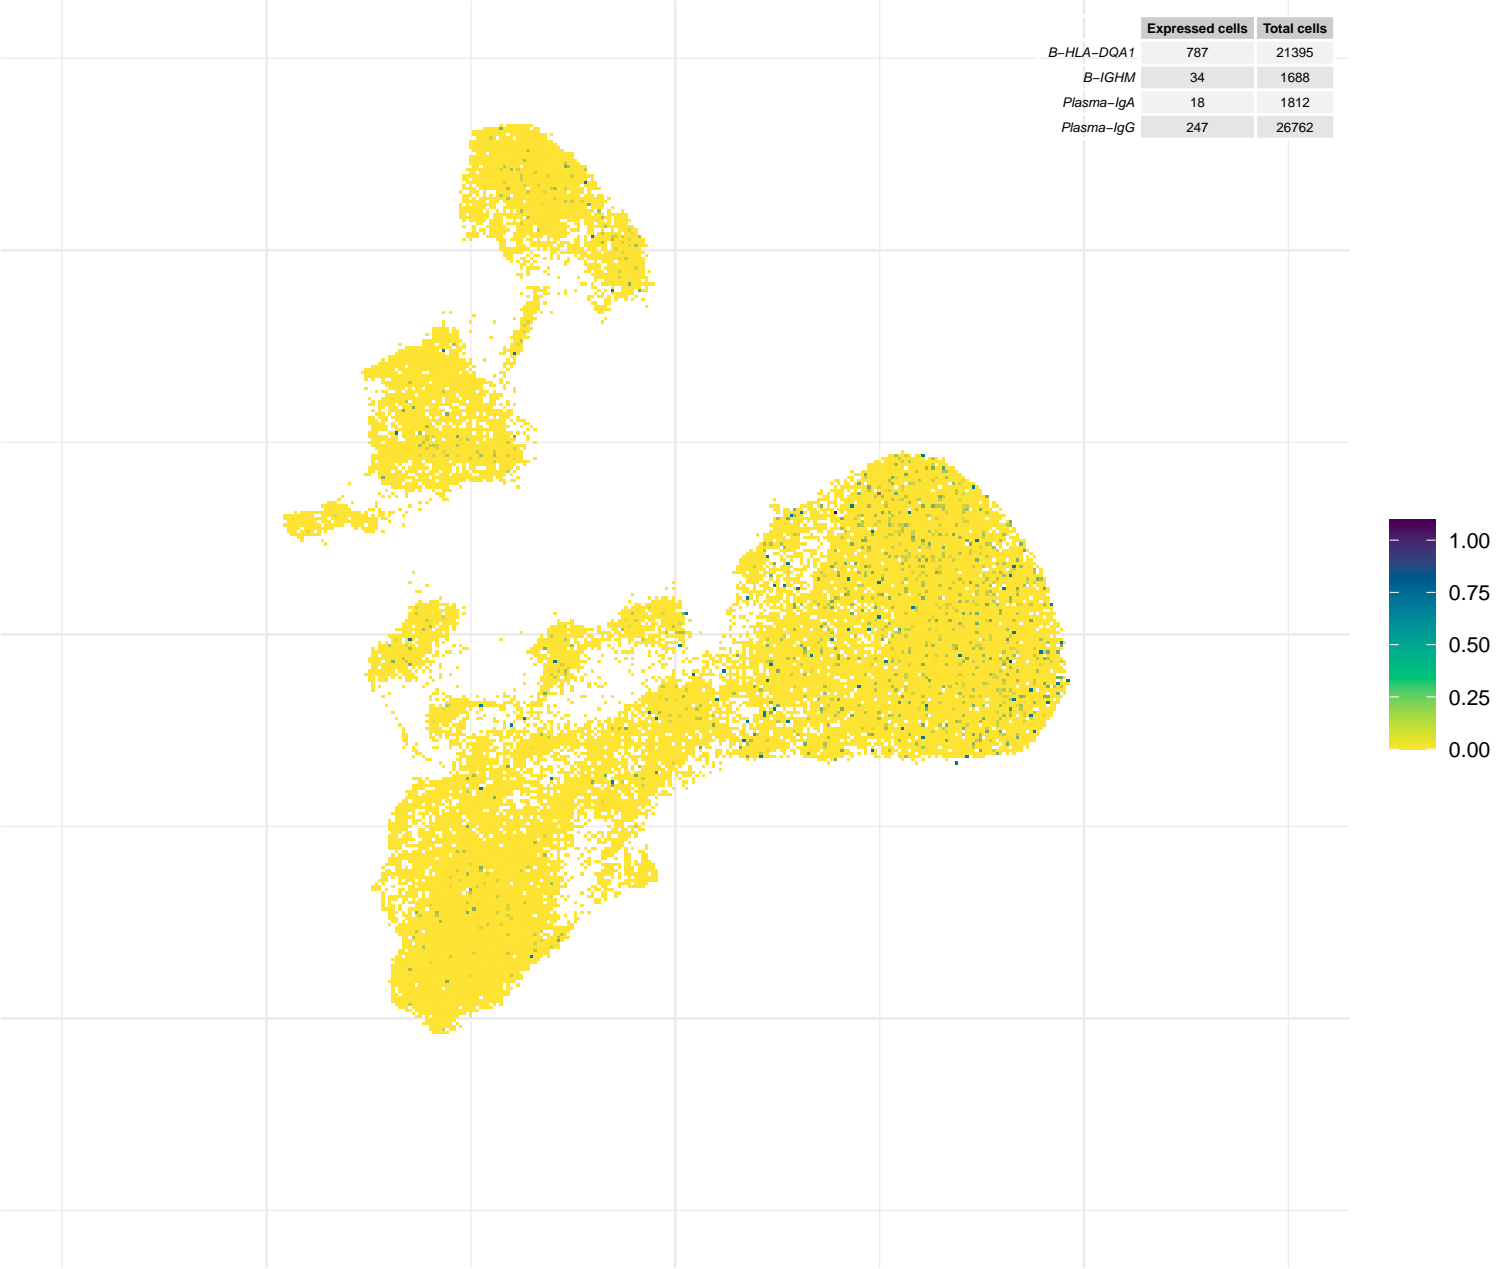 Expressed cells Total cells
B−HLA−DQA1 787 21395
B−IGHM 34 1688
Plasma−IgA 18 1812
Plasma−IgG 247 26762
1.00
0.75
0.50
0.25
0.00